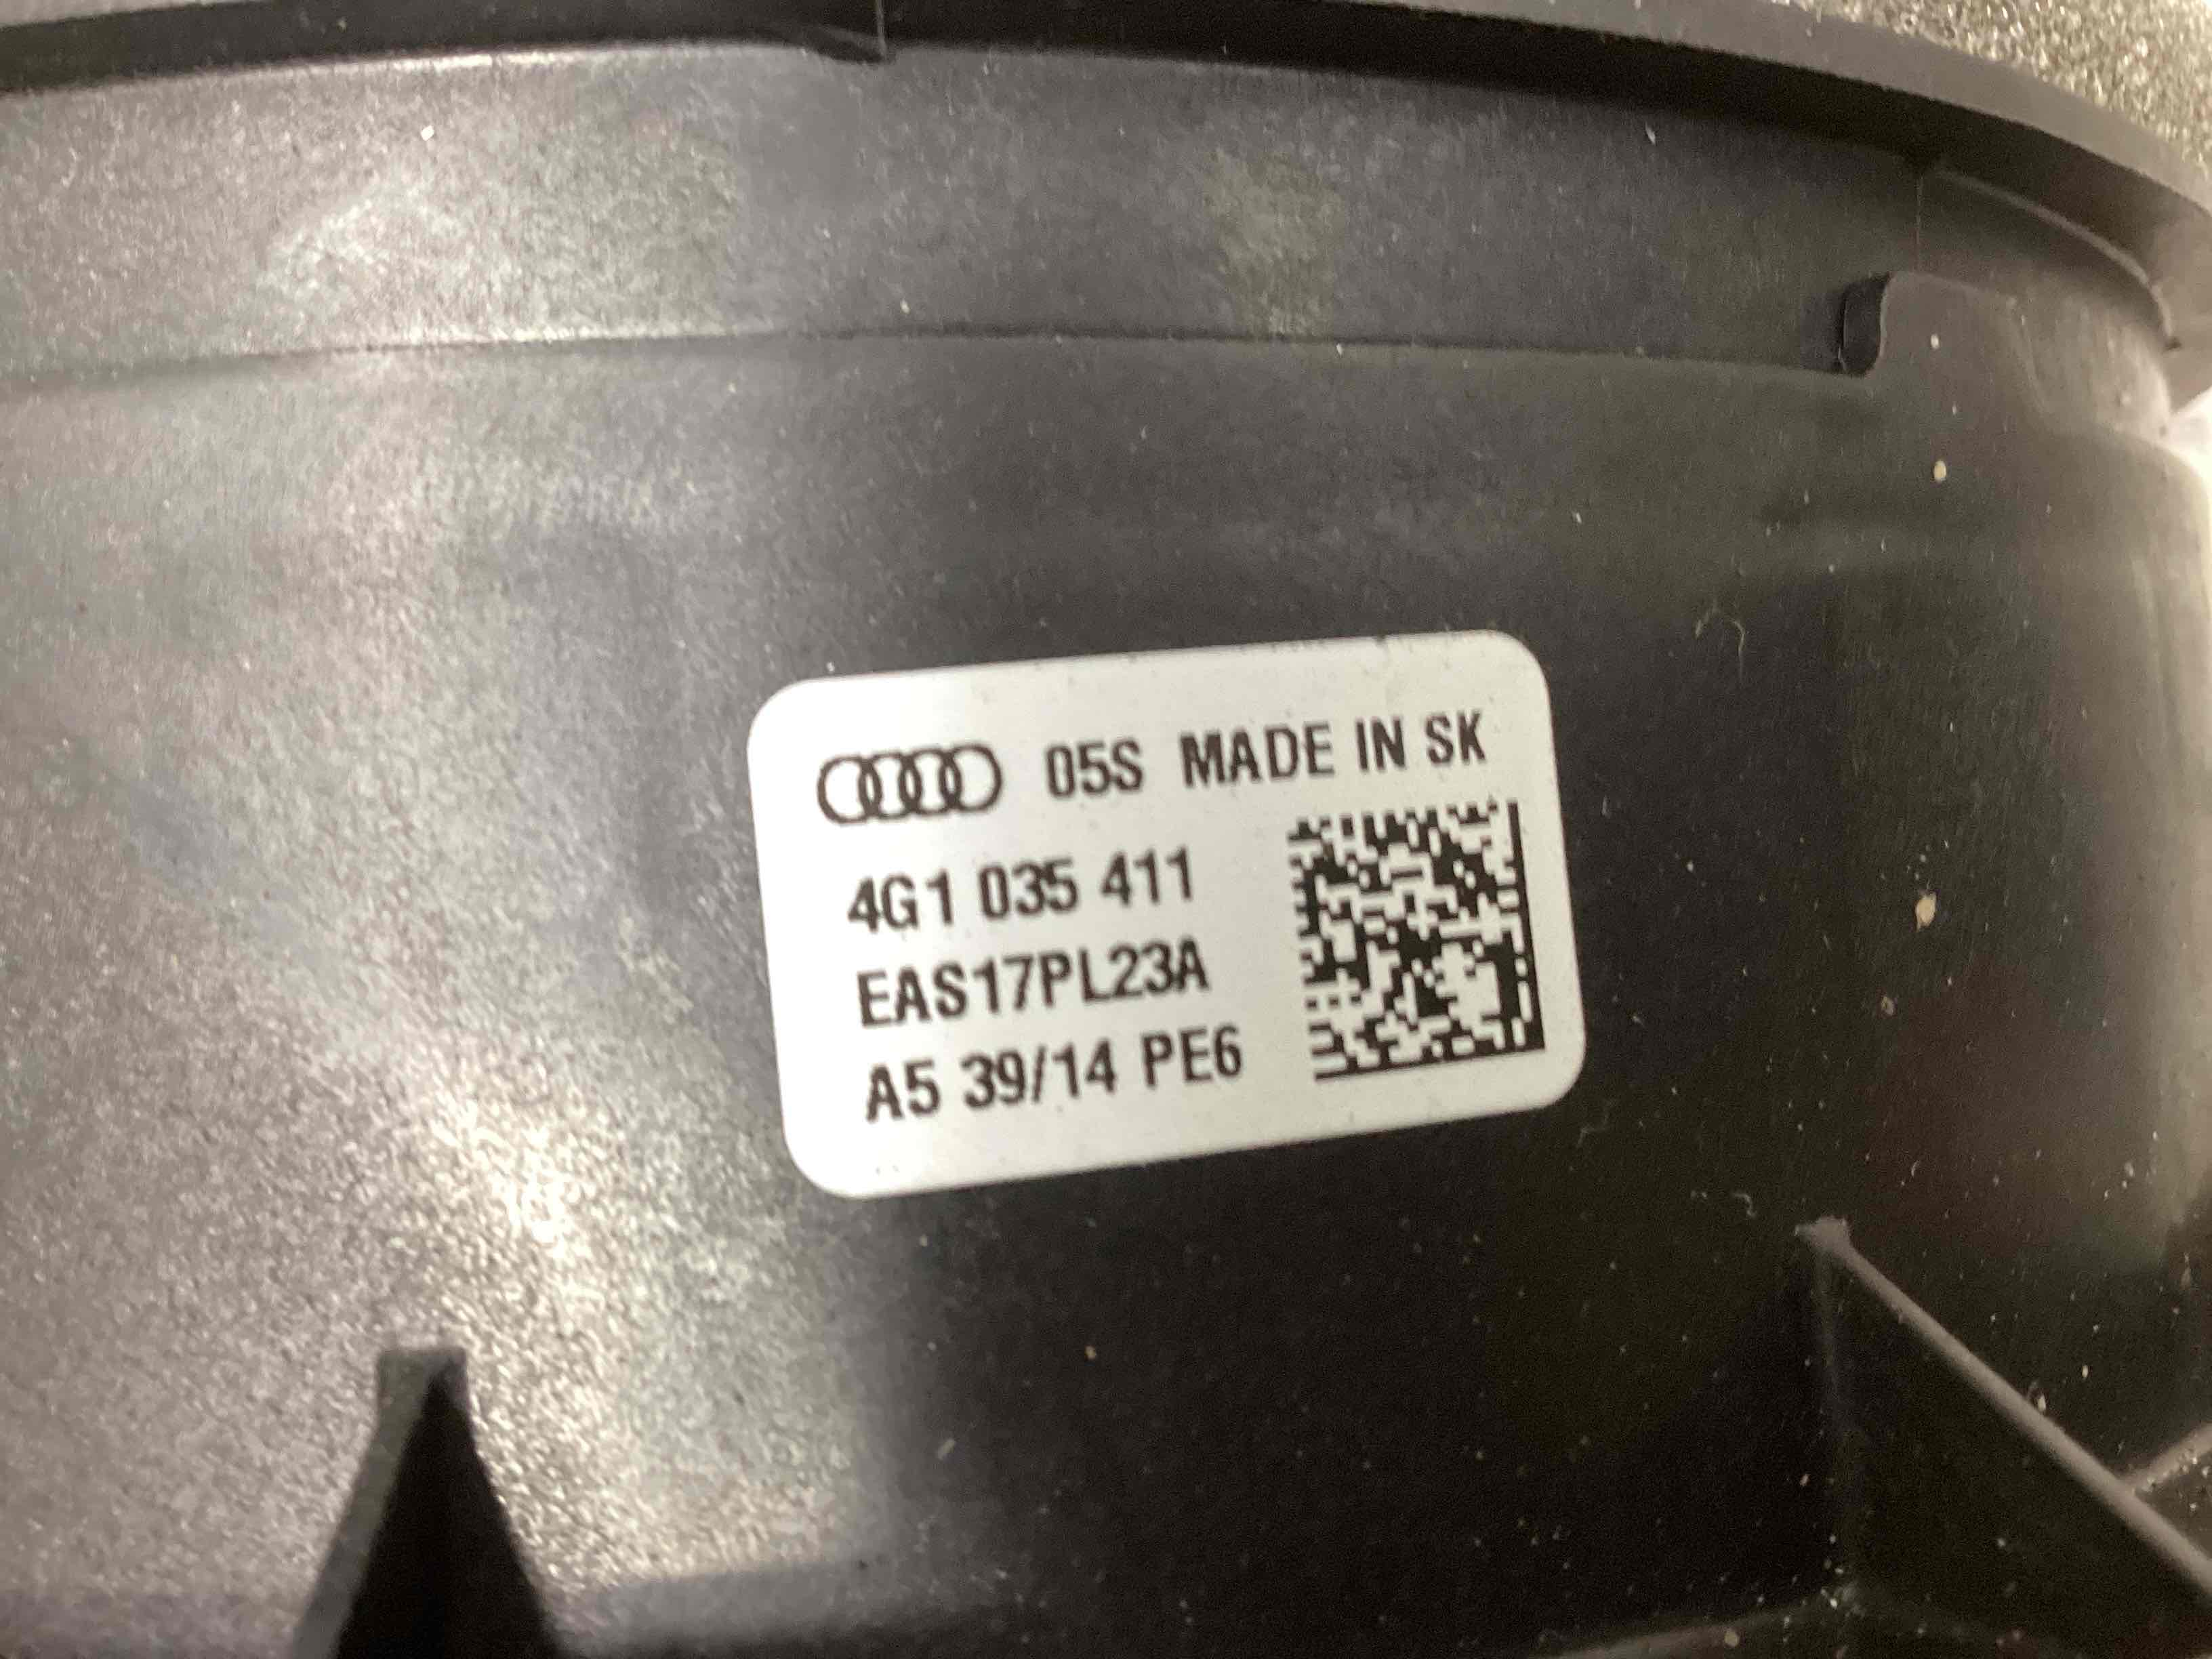 05S MADE IN SK
4G1 035 411
EAS17PL23A
A5 39/14 PE6